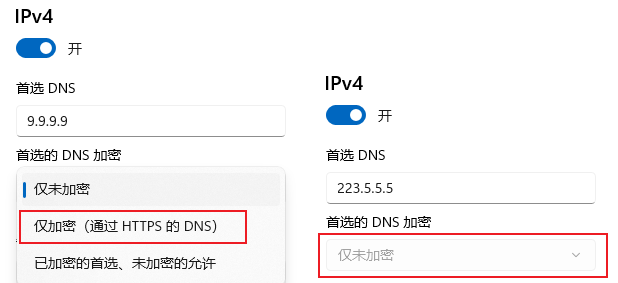 IPv4
开
首选 DNS
9.9.9.9
首选的 DNS 加密
仅未加密
仅加密（通过 HTTPS 的 DNS）
已加密的首选、未加密的允许
IPv4
开
首选 DNS
223.5.5.5
首选的 DNS 加密
仅未加密